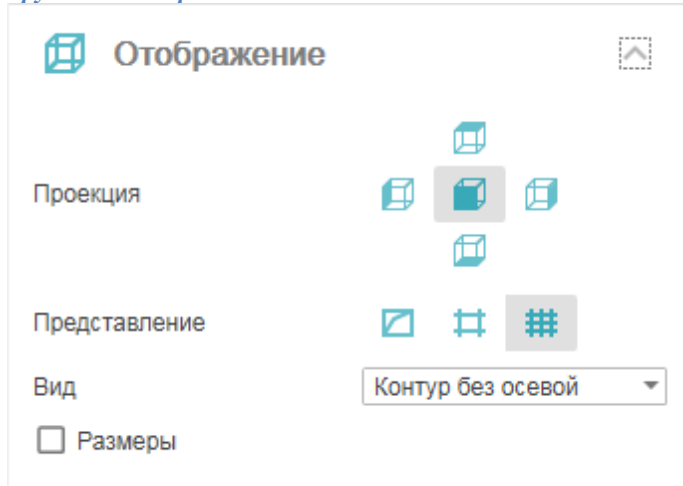 Отображение
Проекция
Представление
Вид
Контур без осевой
Размеры